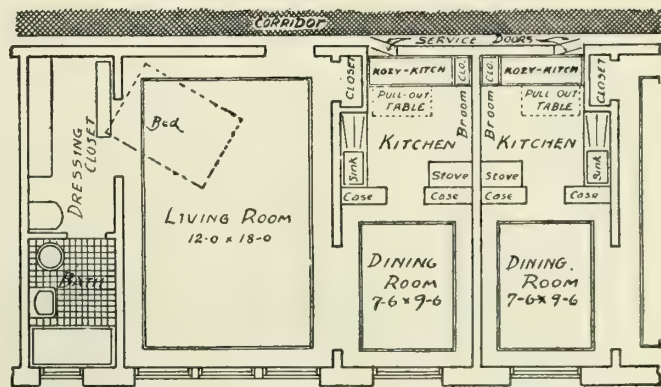 CORRIDOR
SERVICE DOORS
CLOSET
KOZY-KITCH
CLO.
CLO.
KOZY-KITCH
CLOSET
PULL-OUT
TABLE
PULL OUT
TABLE
Broom
Broom
Bed
DRESSING
CLOSET
KITCHEN
KITCHEN
Sink
Stove
Stove
Sink
Case
Case
Case
Case
LIVING ROOM
12-0 x 18-0
DINING
ROOM
7-6 x 9-6
DINING.
ROOM
7-6 x 9-6
BATH